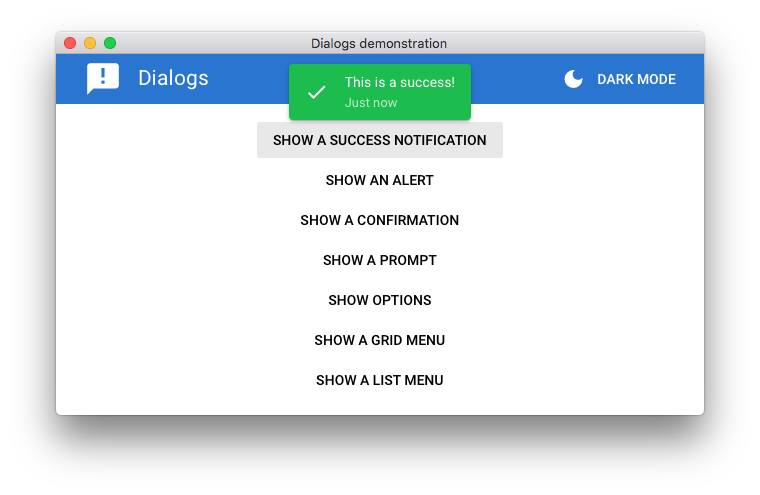 Dialogs demonstration
Dialogs
This is a success!
Just now
DARK MODE
SHOW A SUCCESS NOTIFICATION
SHOW AN ALERT
SHOW A CONFIRMATION
SHOW A PROMPT
SHOW OPTIONS
SHOW A GRID MENU
SHOW A LIST MENU